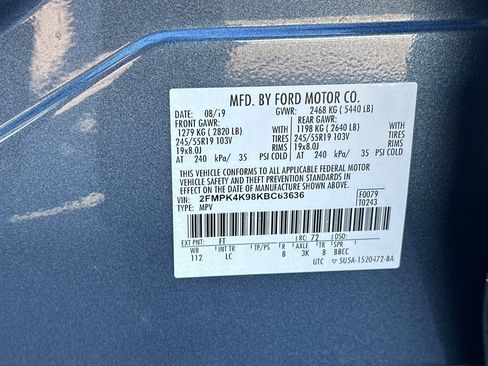 MFD. BY FORD MOTOR CO.
DATE: 08/19 GVWR: 2468 KG ( 5440 LB)
FRONT GAWR: REAR GAWR:
1279 KG ( 2820 LB) 1198 KG ( 2640 LB)
245/55R19 103V TIRES 245/55R19 103V
19x8.0J RIMS 19x8.0J
AT 240 kPa/ 35 PSI COLD AT 240 kPa/ 35 PSI COLD
THIS VEHICLE CONFORMS TO ALL APPLICABLE FEDERAL MOTOR
VEHICLE SAFETY AND THEFT PREVENTION STANDARDS IN EFFECT ON
THE DATE OF MANUFACTURE SHOWN ABOVE.
VIN: 2FMPK4K98KBC63636 F0079
TYPE: MPV T0243
EXT PNT: FT RC: 72 DSO:
WB INT TR TP/PS R AXLE TR SPR
112 LC B 3K 8 BBCC
UTC 5U5A-1520472-BA